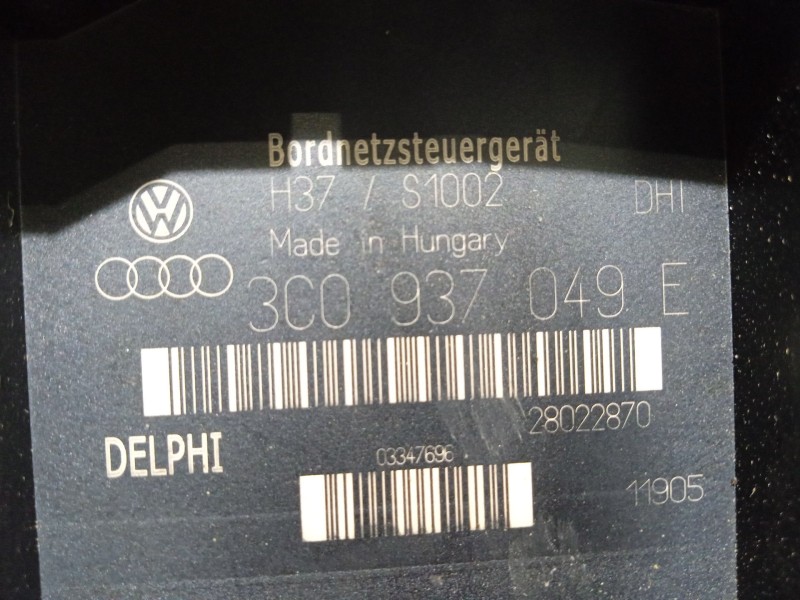 Bordnetzsteuergerät
H37 / S1002 DHI
Made in Hungary
3C0 937 049 E
28022870
DELPHI
03347696
11905